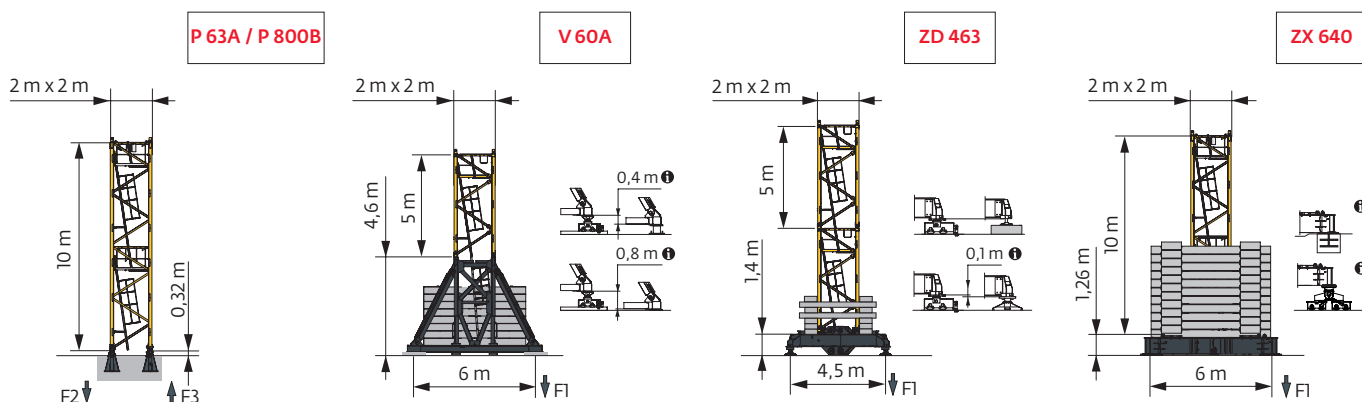 P 63A / P 800B
V 60A
ZD 463
ZX 640
2 m x 2 m
10 m
0,32 m
F2
F3
2 m x 2 m
4,6 m
5 m
0,4 m i
0,8 m i
6 m
F1
2 m x 2 m
5 m
1,4 m
0,1 m i
4,5 m
F1
2 m x 2 m
10 m
1,26 m
i
i
6 m
F1